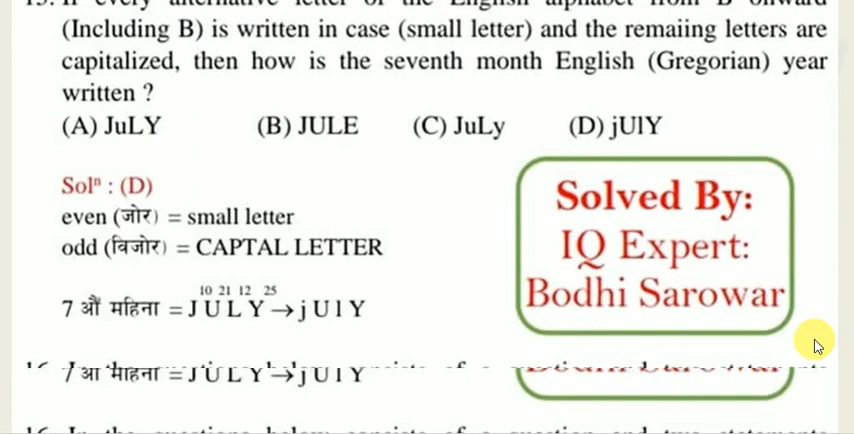 (Including B) is written in case (small letter) and the remaiing letters are
capitalized, then how is the seventh month English (Gregorian) year
written ?
(A) JuLY (B) JULE (C) JuLy (D) jUlY
Solⁿ : (D)
even (जोर) = small letter
odd (विजोर) = CAPTAL LETTER
10 21 12 25
7 औं महिना = J U L Y → j U l Y
Solved By:
IQ Expert:
Bodhi Sarowar
= J U L Y → j U l Y